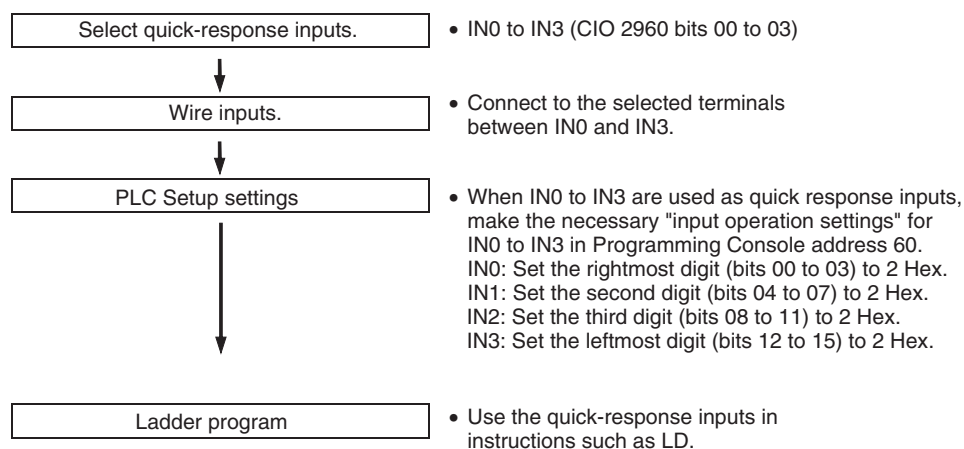 Select quick-response inputs.
• IN0 to IN3 (CIO 2960 bits 00 to 03)
Wire inputs.
• Connect to the selected terminals
between IN0 and IN3.
PLC Setup settings
• When IN0 to IN3 are used as quick response inputs,
make the necessary "input operation settings" for
IN0 to IN3 in Programming Console address 60.
IN0: Set the rightmost digit (bits 00 to 03) to 2 Hex.
IN1: Set the second digit (bits 04 to 07) to 2 Hex.
IN2: Set the third digit (bits 08 to 11) to 2 Hex.
IN3: Set the leftmost digit (bits 12 to 15) to 2 Hex.
Ladder program
• Use the quick-response inputs in
instructions such as LD.